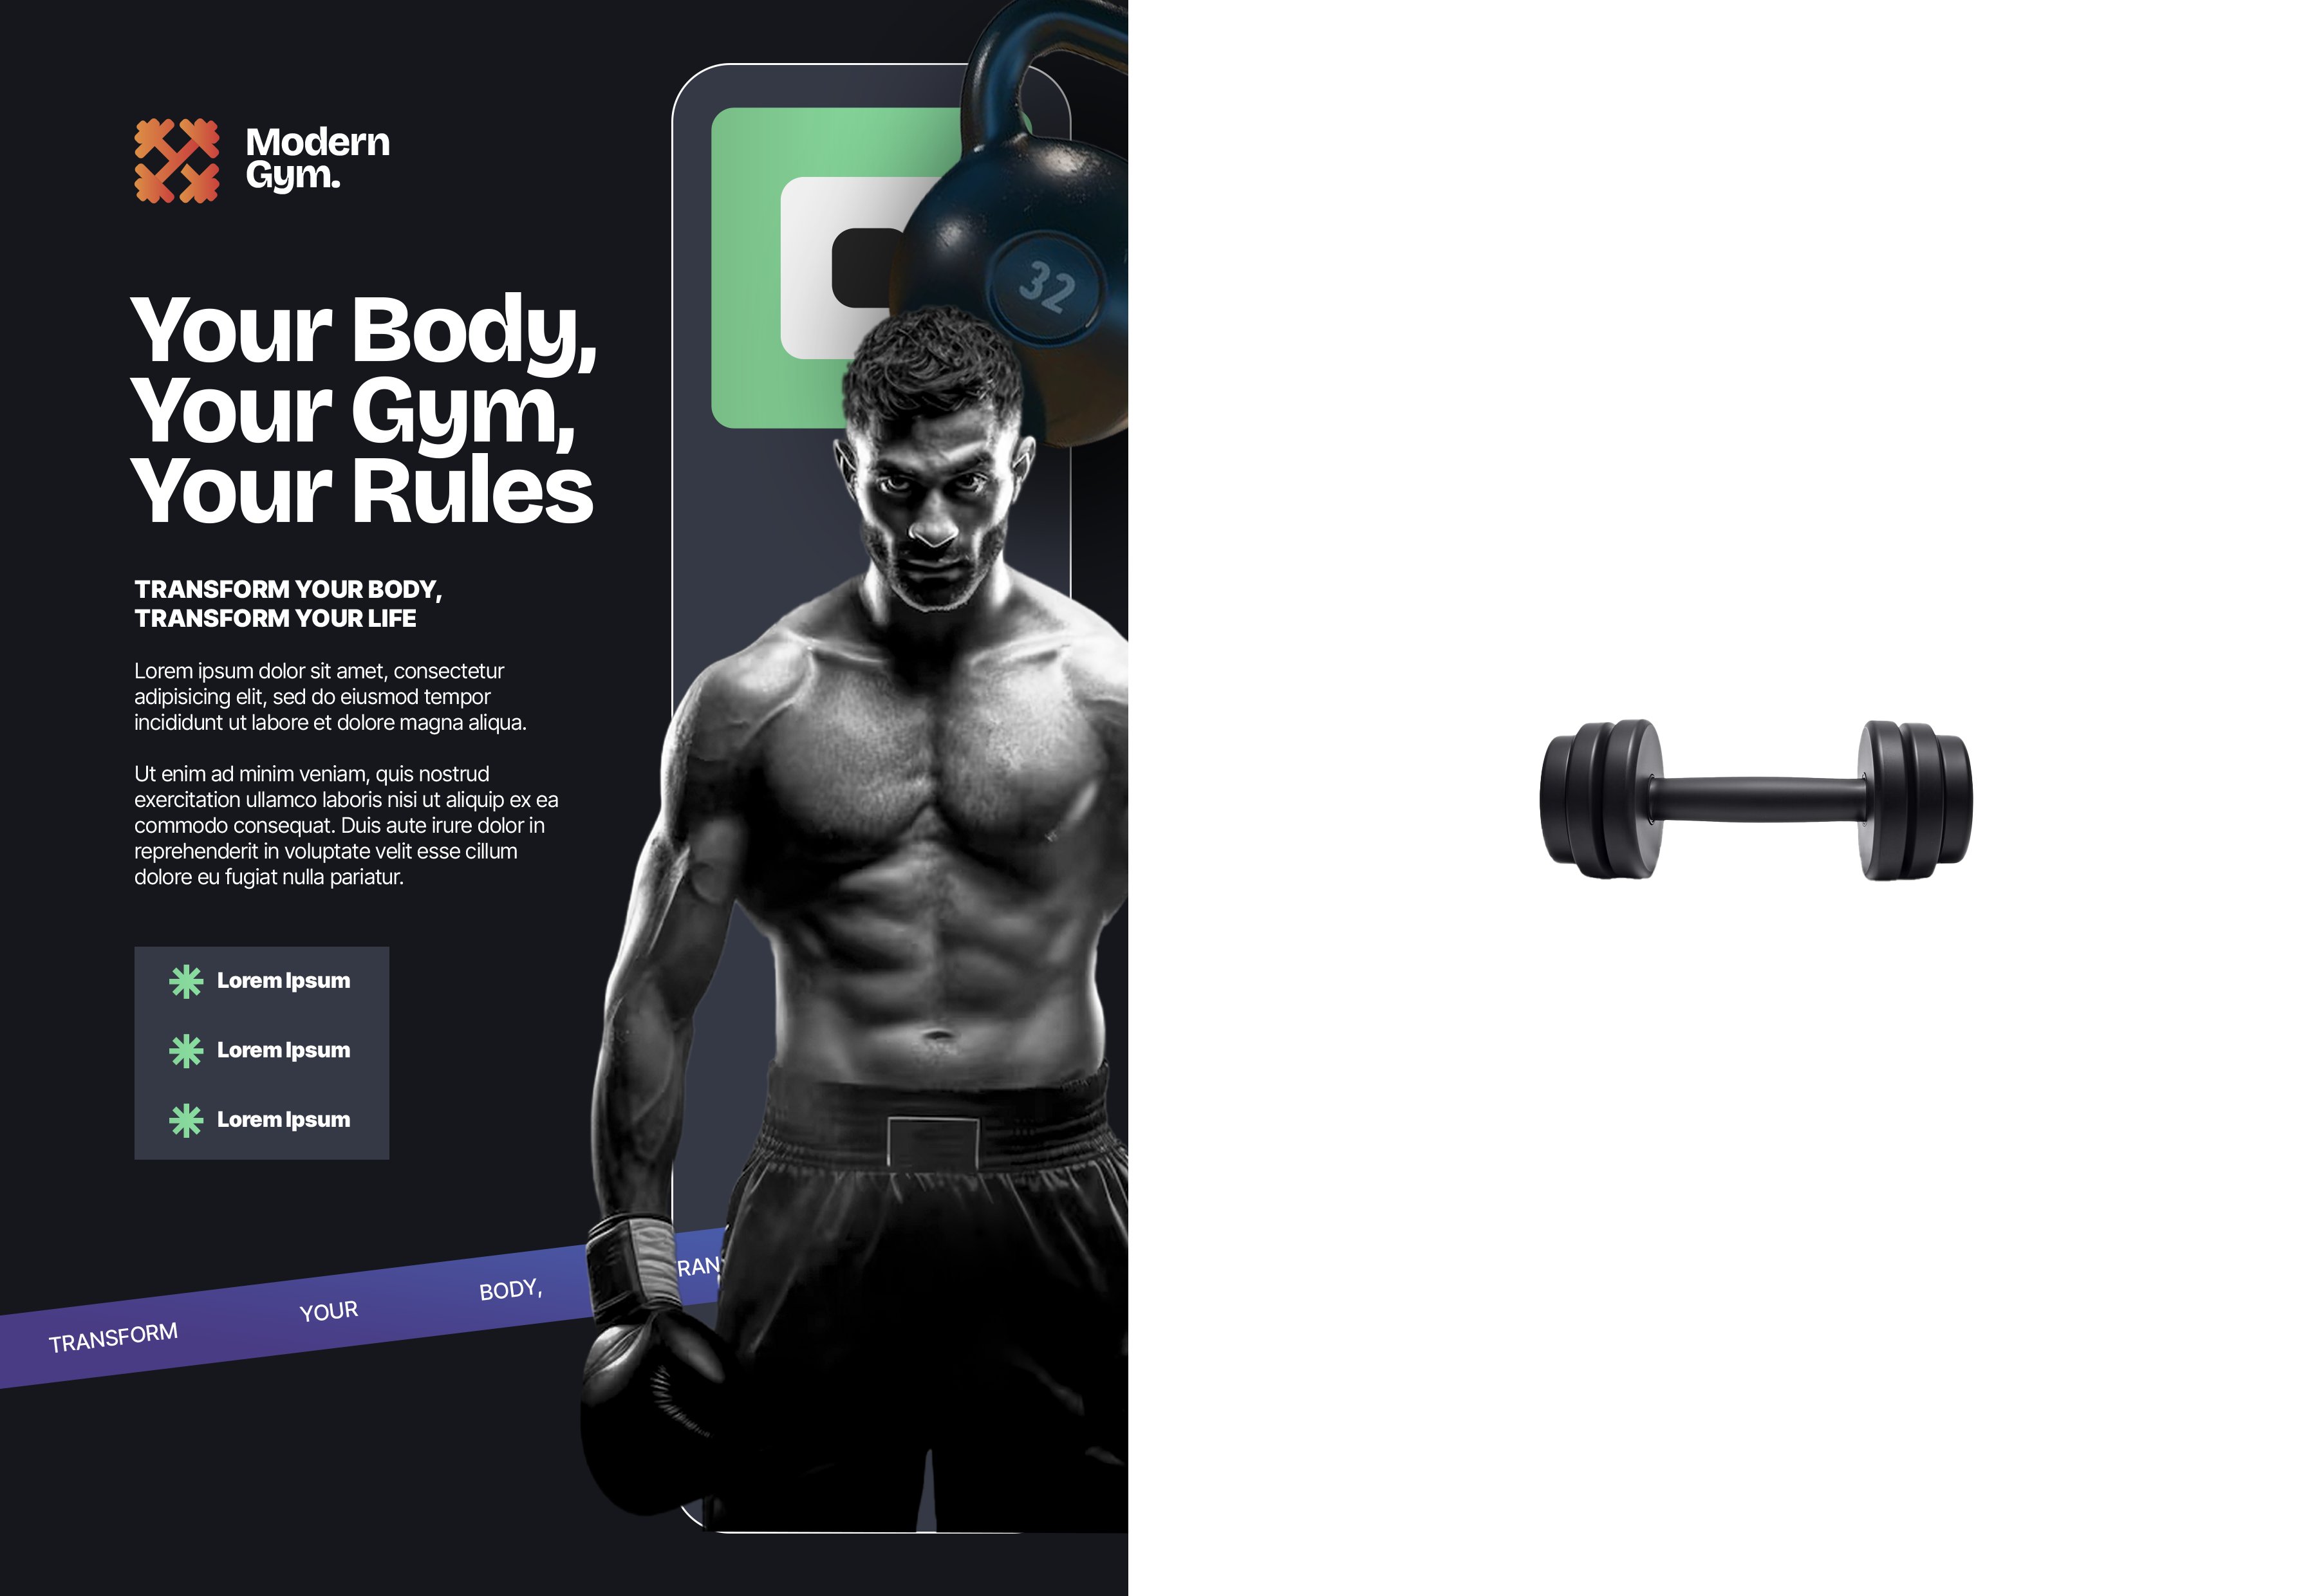 Modern
Gym.
32
Your Body,
Your Gym,
Your Rules
TRANSFORM YOUR BODY,
TRANSFORM YOUR LIFE
Lorem ipsum dolor sit amet, consectetur
adipisicing elit, sed do eiusmod tempor
incididunt ut labore et dolore magna aliqua.
Ut enim ad minim veniam, quis nostrud
exercitation ullamco laboris nisi ut aliquip ex ea
commodo consequat. Duis aute irure dolor in
reprehenderit in voluptate velit esse cillum
dolore eu fugiat nulla pariatur.
Lorem Ipsum
Lorem Ipsum
Lorem Ipsum
TRANSFORM YOUR BODY,